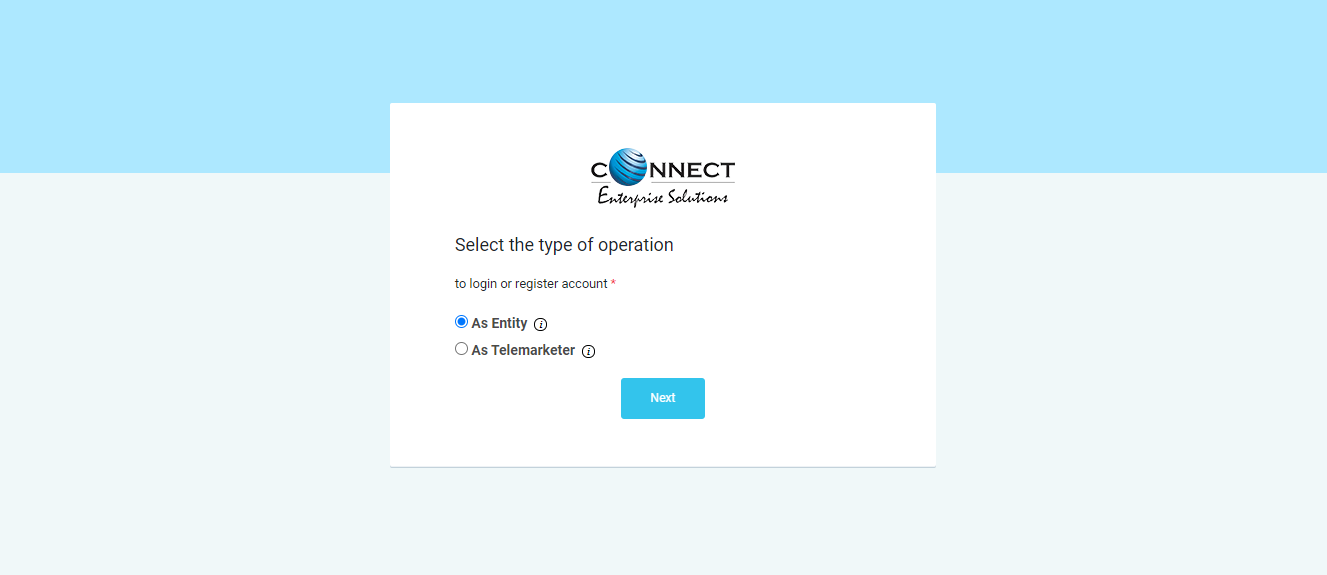 CONNECT
Enterprise Solutions
Select the type of operation
to login or register account *
As Entity
As Telemarketer
Next